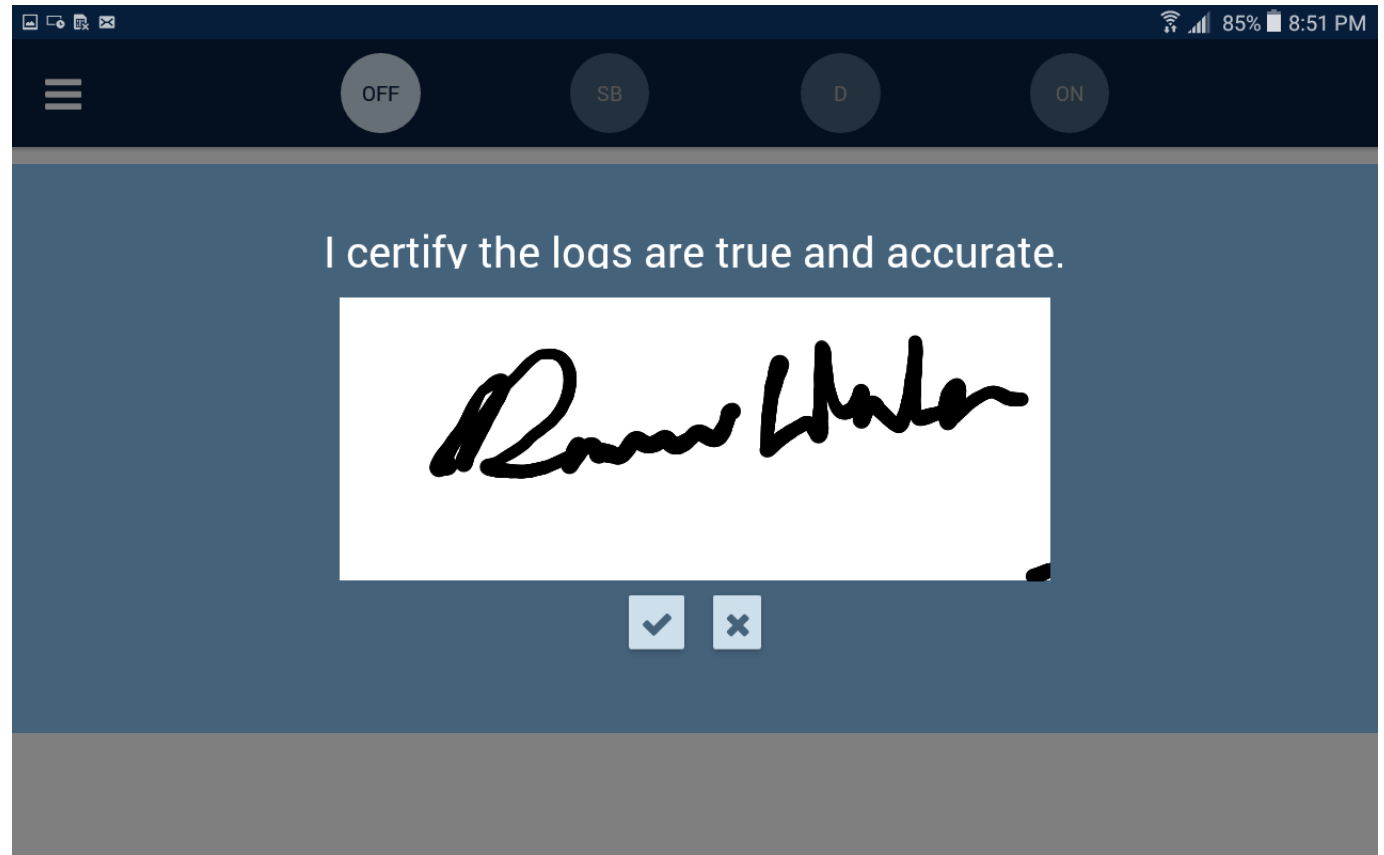 85% 8:51 PM
OFF SB D ON
I certify the logs are true and accurate.